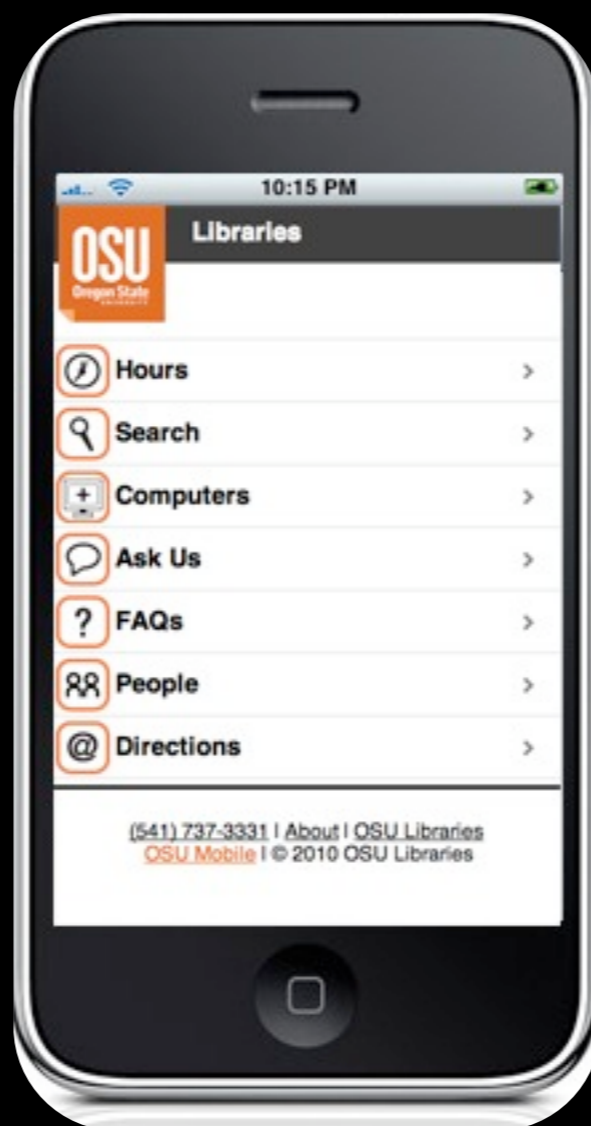 10:15 PM
OSU
Oregon State
UNIVERSITY
Libraries
Hours
Search
Computers
Ask Us
? FAQs
@ Directions
People
(541) 737-3331 | About | OSU Libraries
OSU Mobile | © 2010 OSU Libraries